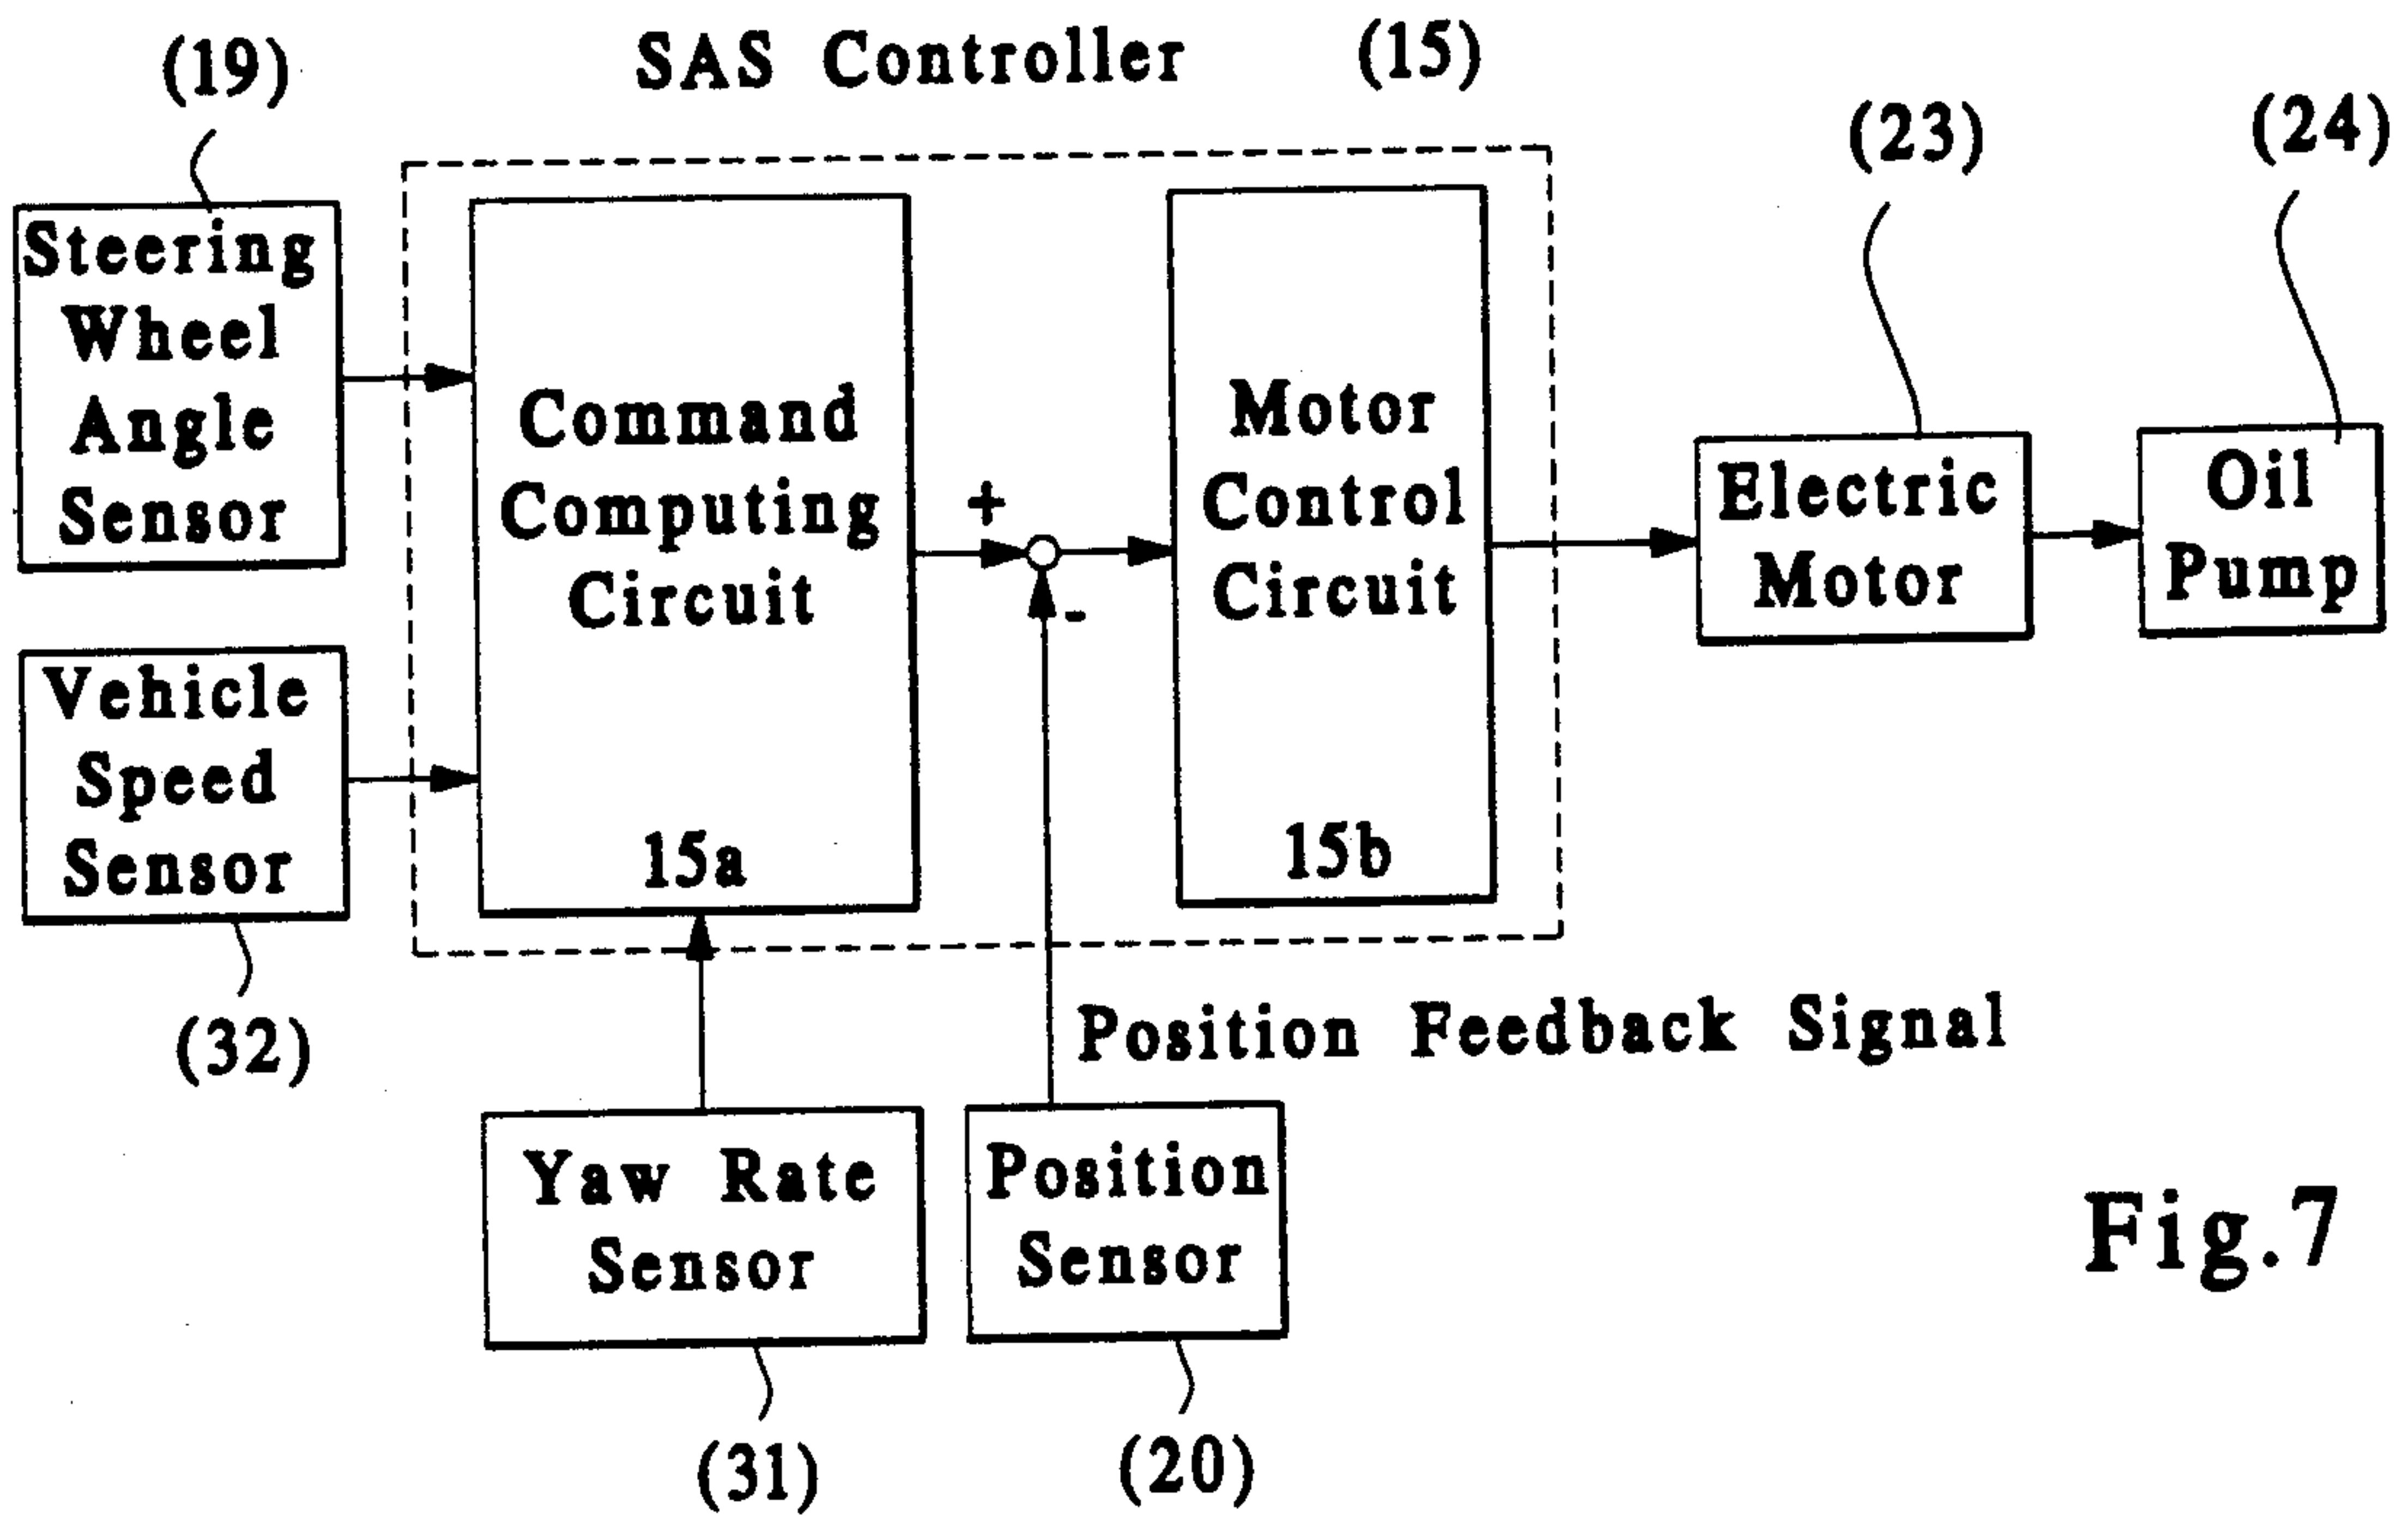 (19)
SAS Controller
(15)
(23)
(24)
Steering
Wheel
Angle
Sensor
Command
Computing
Circuit
15a
+
-
Motor
Control
Circuit
15b
Electric
Motor
Oil
Pump
Vehicle
Speed
Sensor
(32)
Position Feedback Signal
Yaw Rate
Sensor
(31)
Position
Sensor
(20)
Fig.7